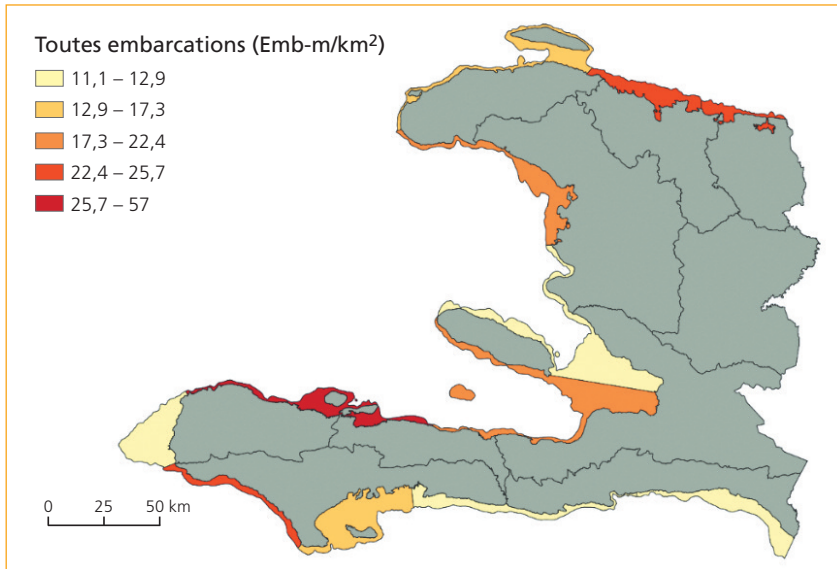 Toutes embarcations (Emb-m/km²)
11,1 – 12,9
12,9 – 17,3
17,3 – 22,4
22,4 – 25,7
25,7 – 57
0 25 50 km